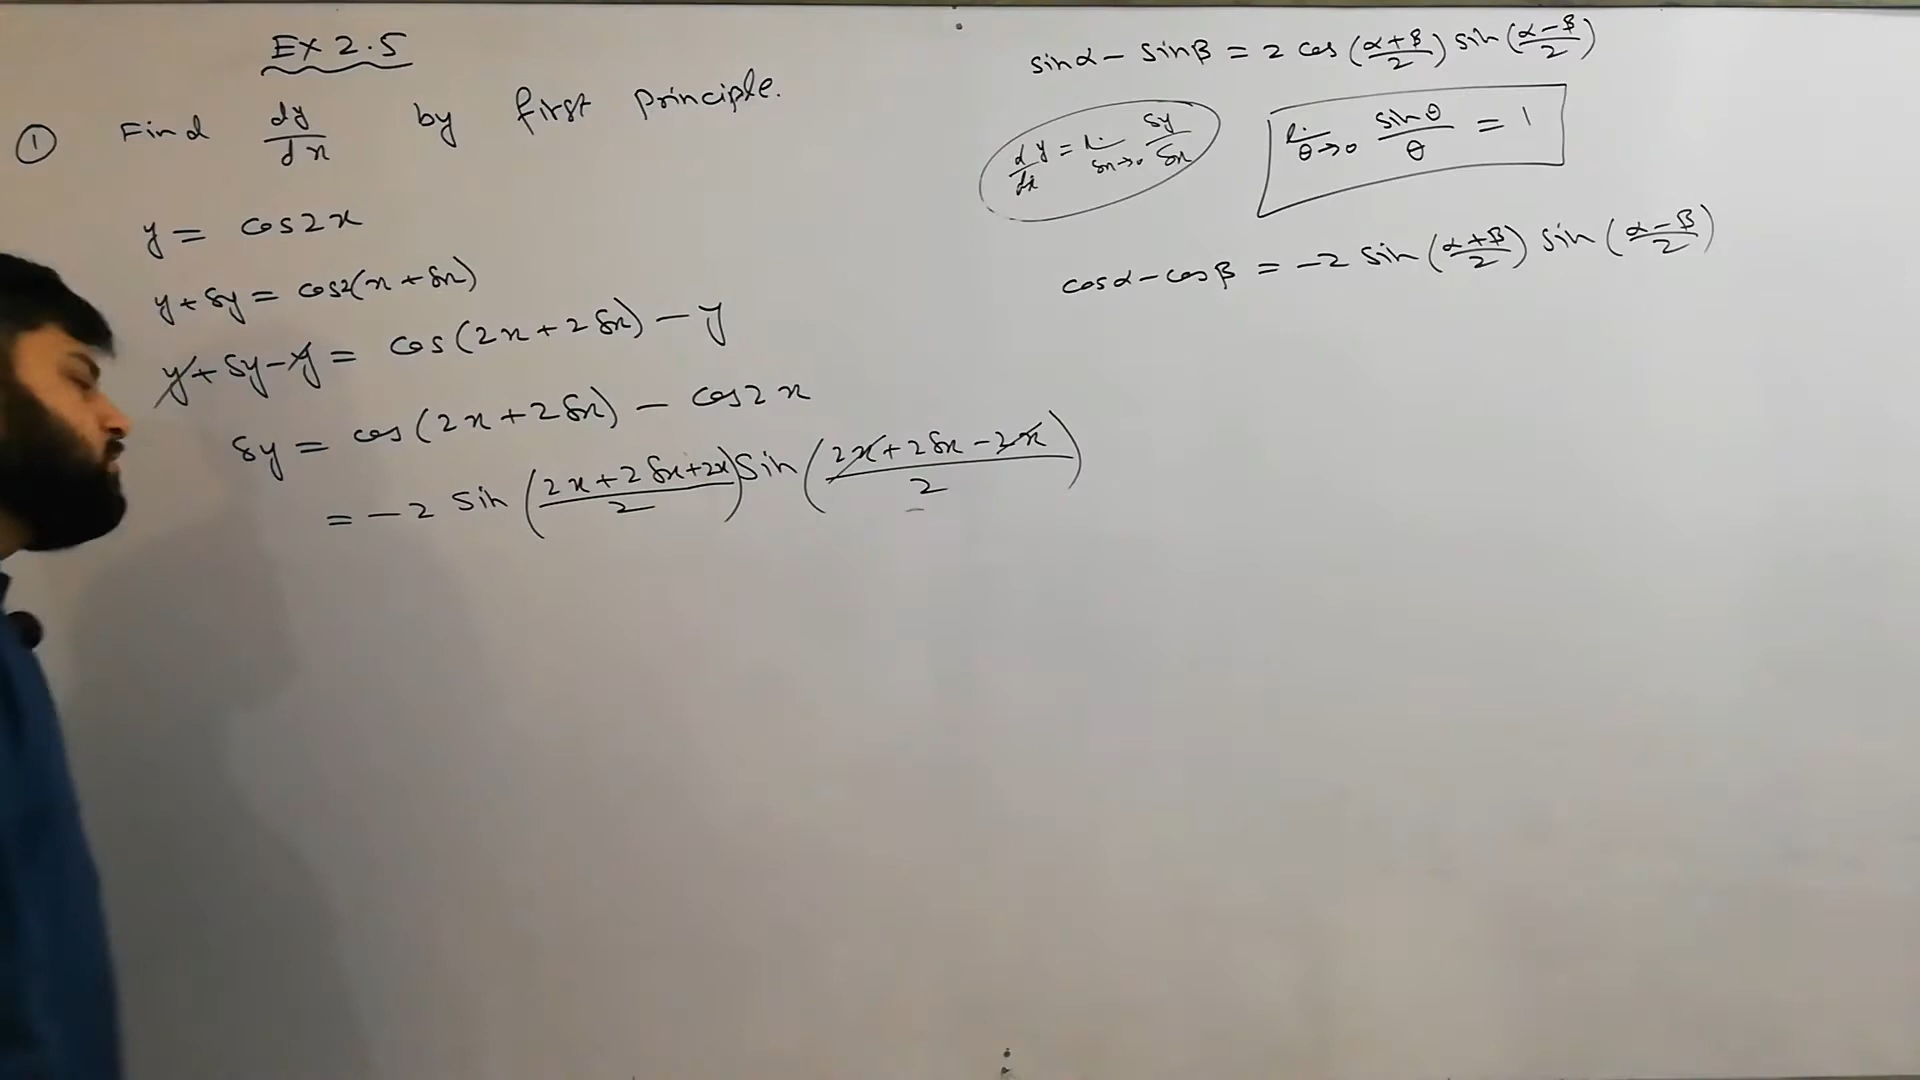 EX 2.5
① Find dy/dx by first Principle.
y = cos2x
y + δy = cos2(x + δx)
y + δy - y = cos(2x + 2δx) - y
δy = cos(2x + 2δx) - cos2x
= -2 sin((2x + 2δx + 2x)/2) sin((2x + 2δx - 2x)/2)
sinα - sinβ = 2 cos((α+β)/2) sin((α-β)/2)
dy/dx = Li δx→0 δy/δx
Li θ→0 sinθ/θ = 1
cosα - cosβ = -2 sin((α+β)/2) sin((α-β)/2)